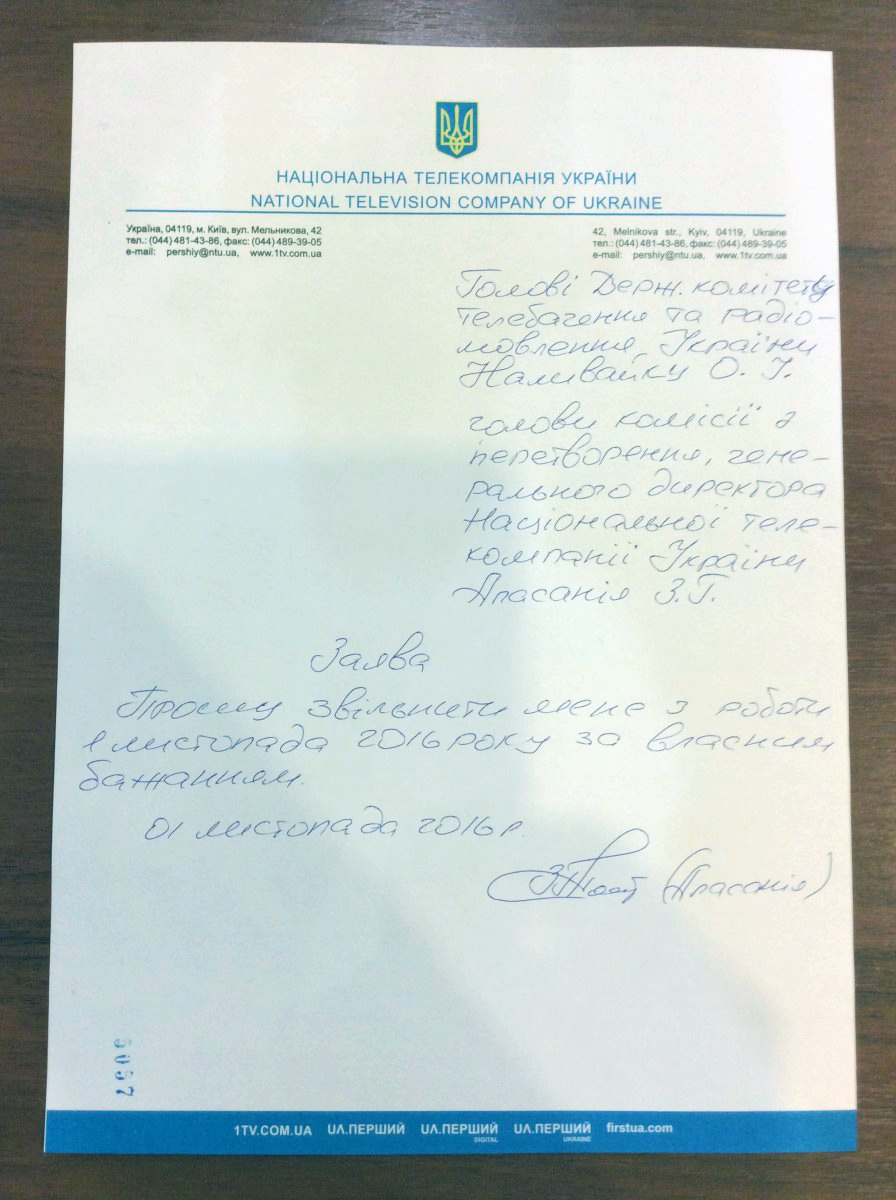 НАЦІОНАЛЬНА ТЕЛЕКОМПАНІЯ УКРАЇНИ
NATIONAL TELEVISION COMPANY OF UKRAINE
Україна, 04119, м. Київ, вул. Мельникова, 42
тел.: (044) 481-43-86, факс: (044) 489-39-05
e-mail: pershiy@ntu.ua, www.1tv.com.ua
42, Melnikova str., Kyiv, 04119, Ukraine
тел.: (044) 481-43-86, факс: (044) 489-39-05
e-mail: pershiy@ntu.ua, www.1tv.com.ua
Голові Держ. комітету
телебачення та радіо-
мовлення України
Наливайку О. І.
голови комісії з
перетворення, гене-
рального директора
Національної теле-
компанії України
Аласанія З.Г.
Заява
Прошу звільнити мене з роботи
1 листопада 2016 року за власним
бажанням.
01 листопада 2016 р.
(Аласанія)
9057
1TV.COM.UA UA.ПЕРШИЙ UA.ПЕРШИЙ DIGITAL UA.ПЕРШИЙ UKRAINE firstua.com